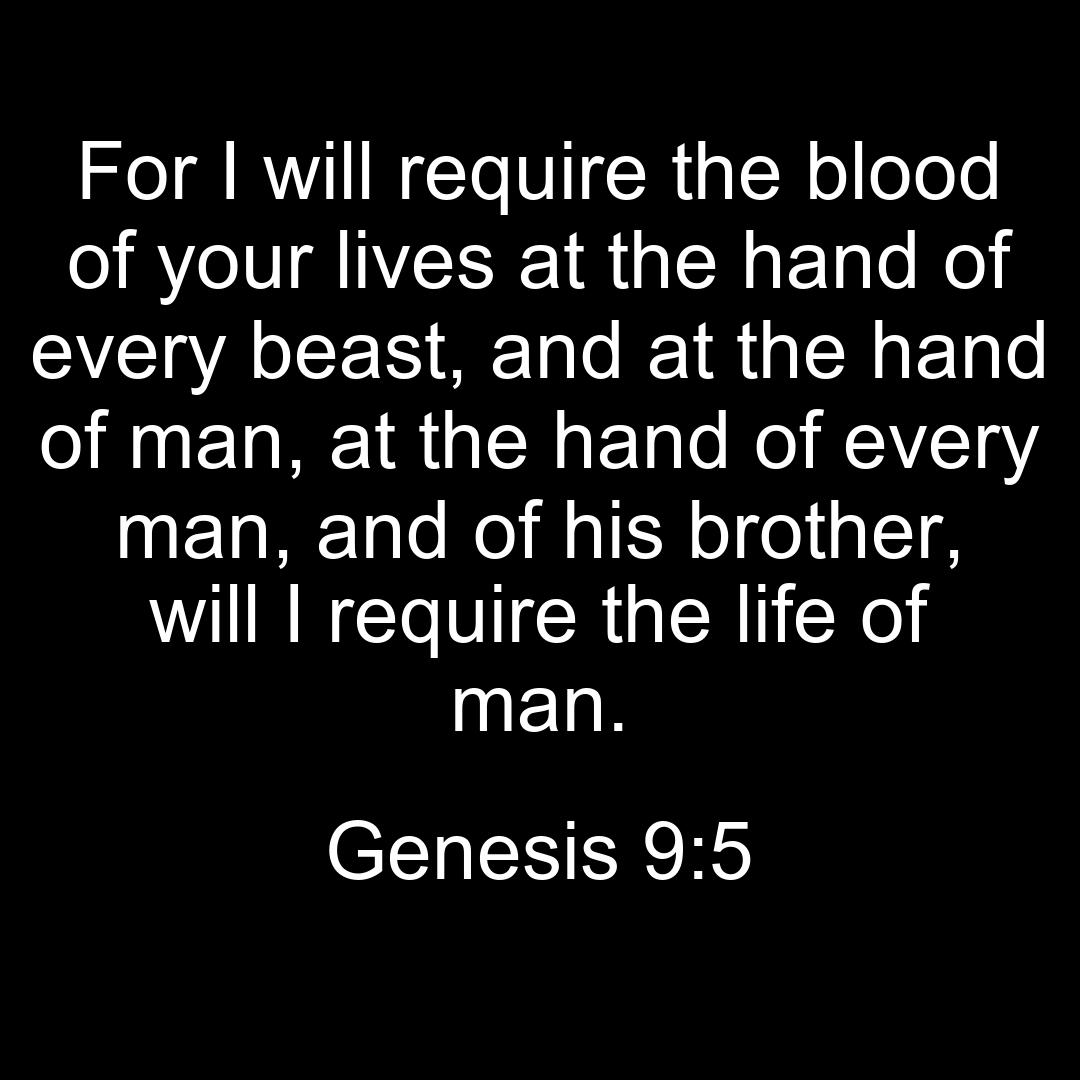 For I will require the blood
of your lives at the hand of
every beast, and at the hand
of man, at the hand of every
man, and of his brother,
will I require the life of
man.
Genesis 9:5